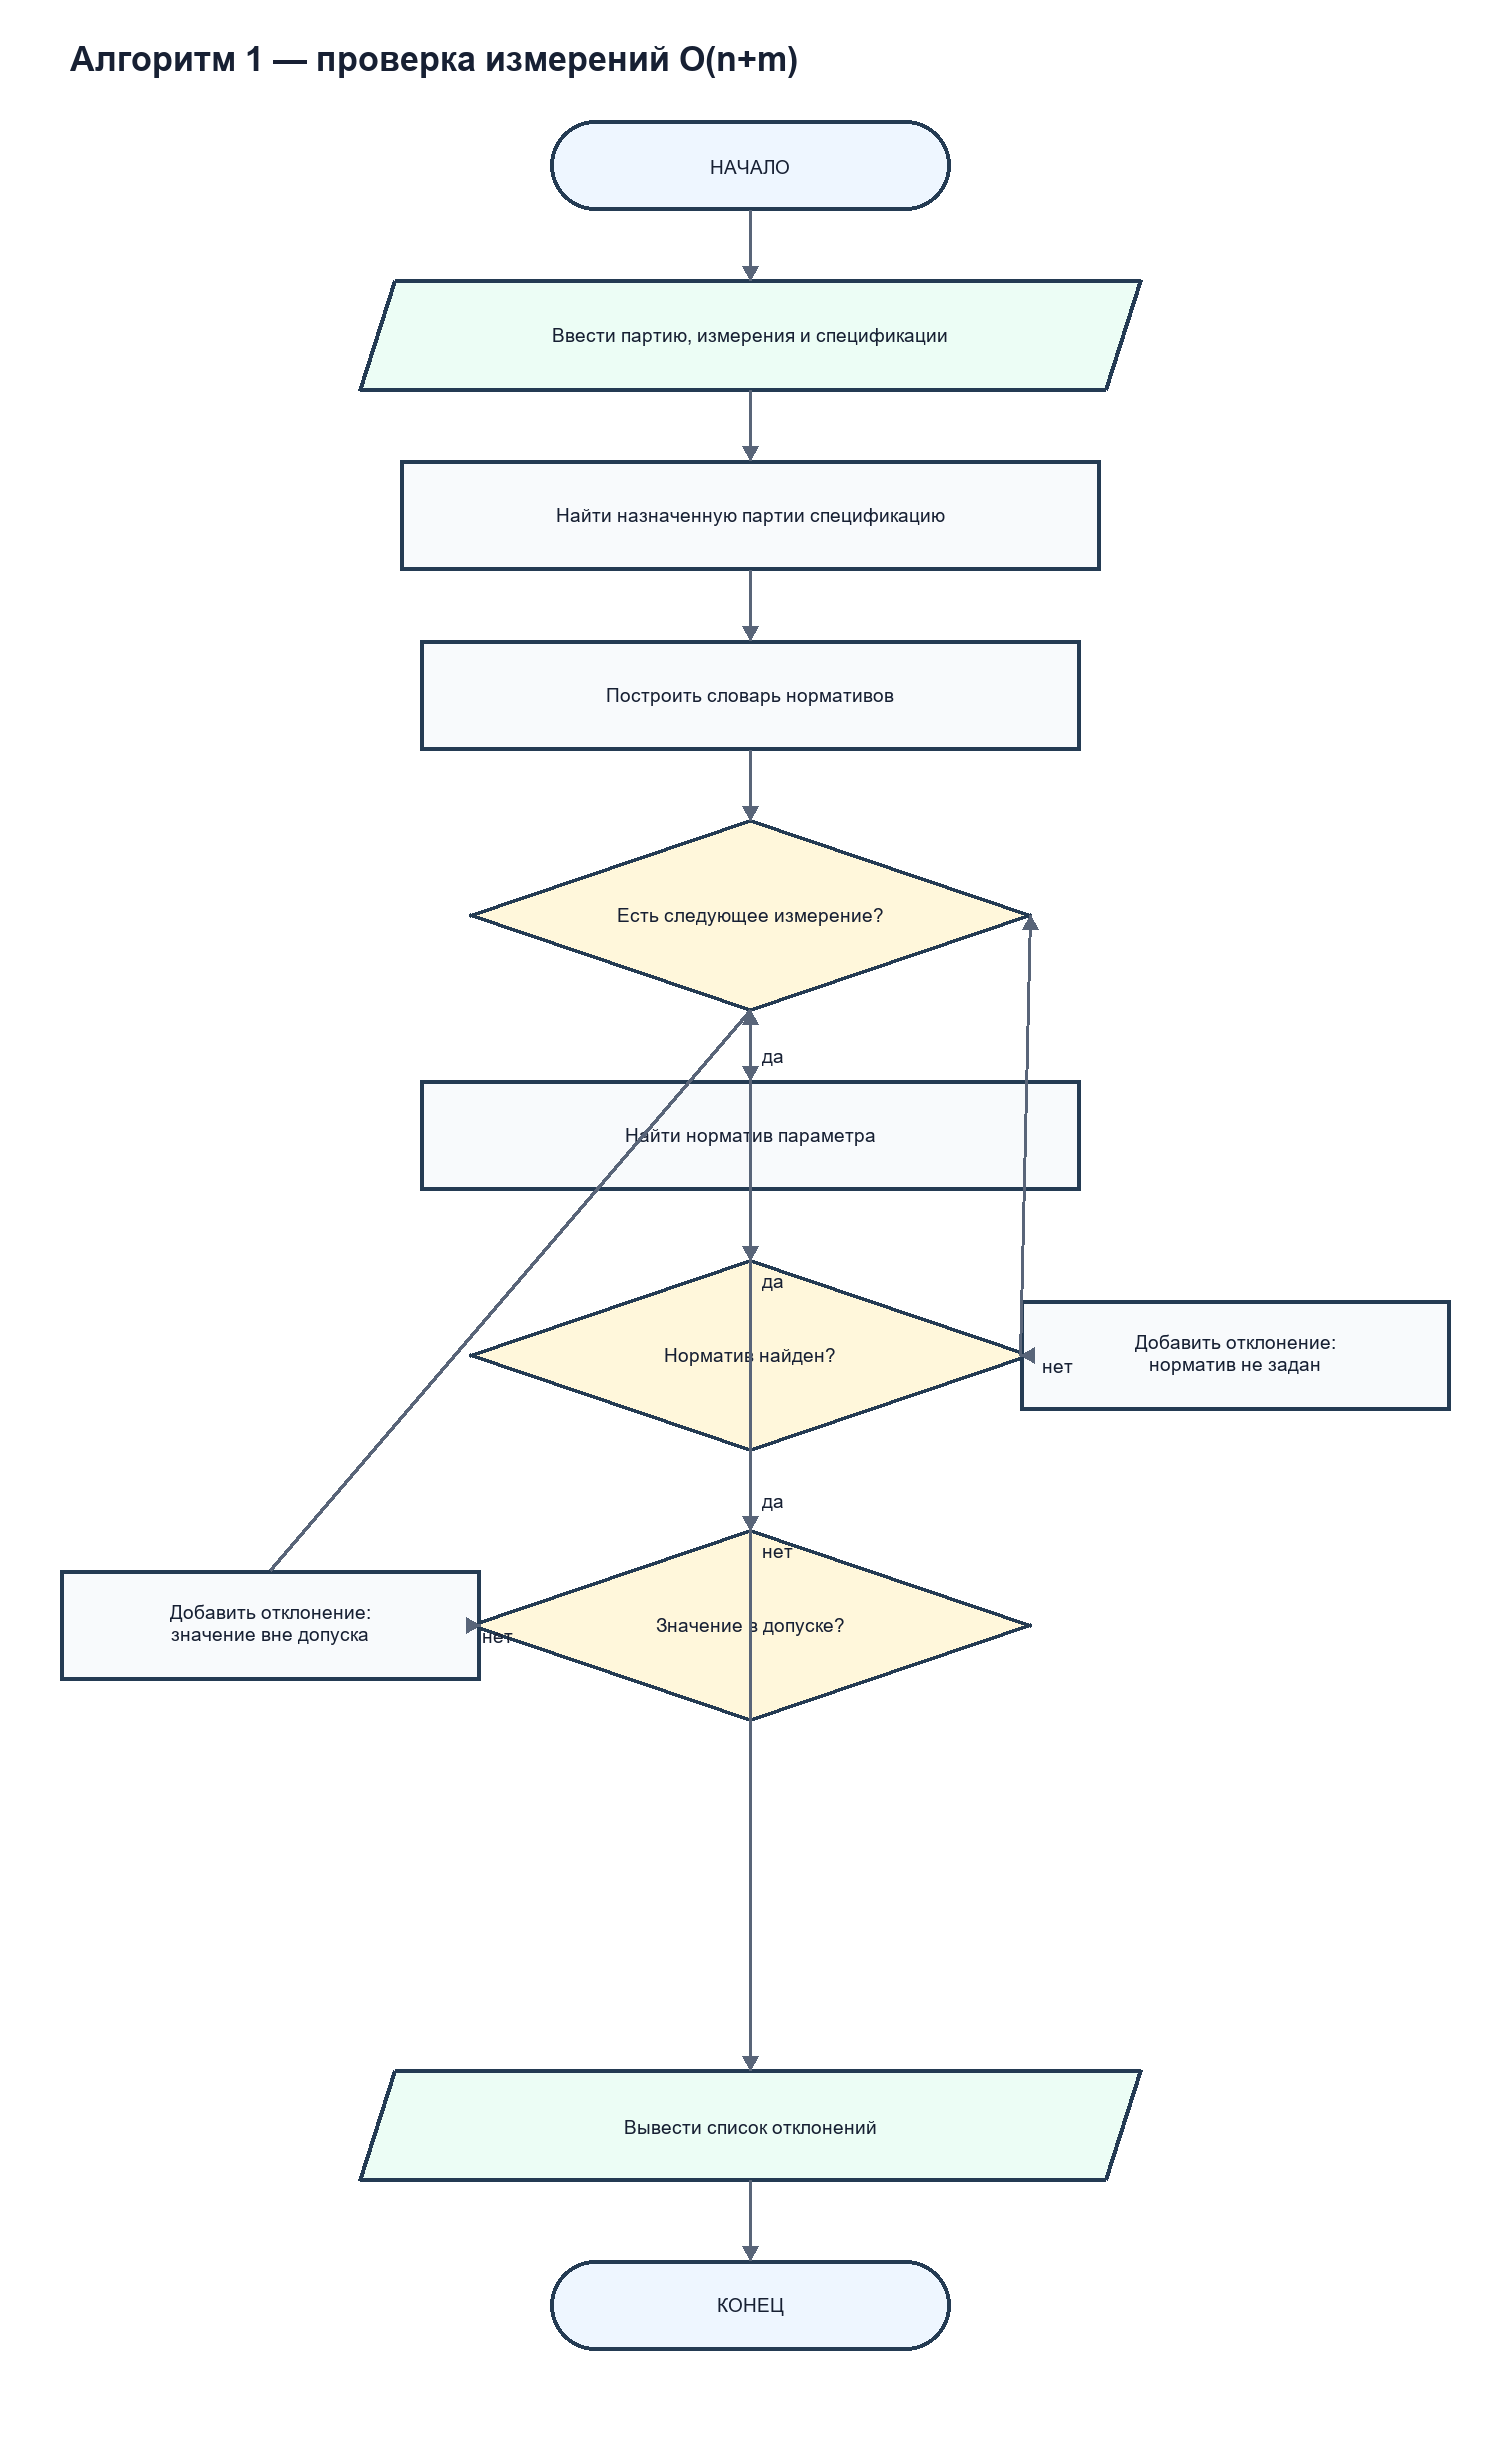 Алгоритм 1 — проверка измерений O(n+m)
НАЧАЛО
Ввести партию, измерения и спецификации
Найти назначенную партии спецификацию
Построить словарь нормативов
Есть следующее измерение?
да
Найти норматив параметра
да
Норматив найден?
нет
Добавить отклонение:
норматив не задан
да
нет
Добавить отклонение:
значение вне допуска
нет
Значение в допуске?
Вывести список отклонений
КОНЕЦ